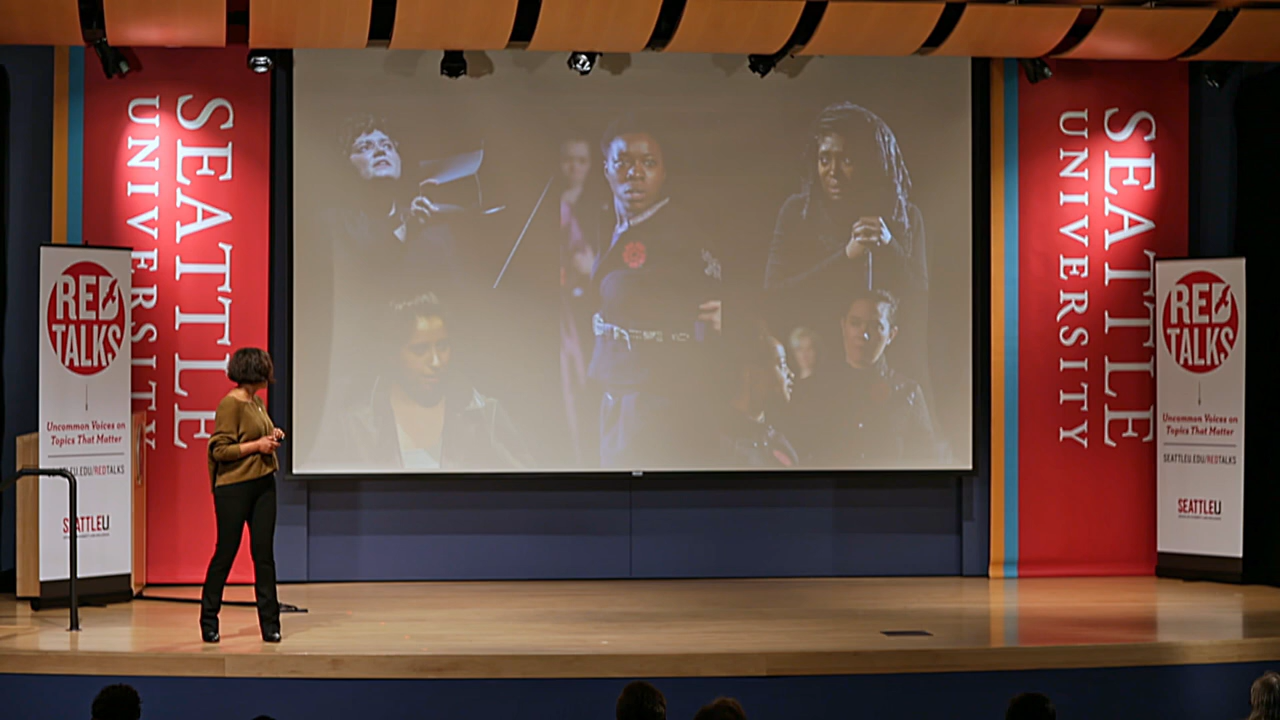 SEATTLE
UNIVERSITY
RED
TALKS
Uncommon Voices on
Topics That Matter
SEATTLEU.EDU/REDTALKS
SEATTLEU
SEATTLE
UNIVERSITY
RED
TALKS
Uncommon Voices on
Topics That Matter
SEATTLEU.EDU/REDTALKS
SEATTLEU